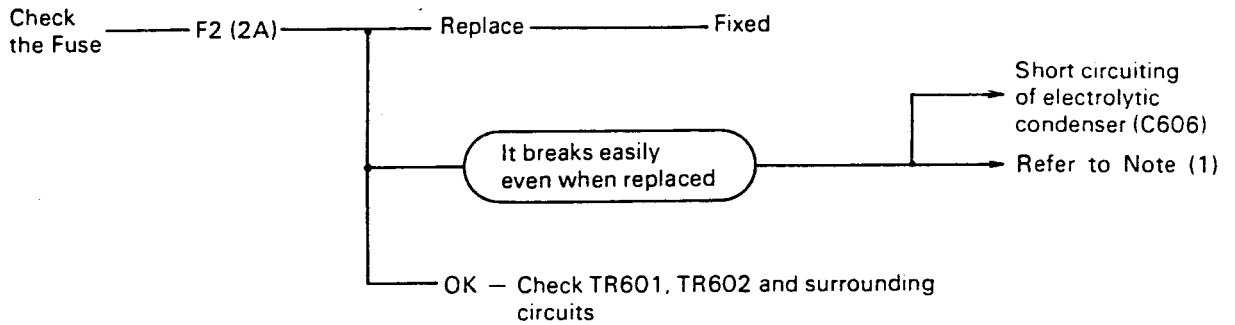 Check
the Fuse
F2 (2A)
Replace
Fixed
Short circuiting
of electrolytic
condenser (C606)
It breaks easily
even when replaced
Refer to Note (1)
OK — Check TR601, TR602 and surrounding
circuits